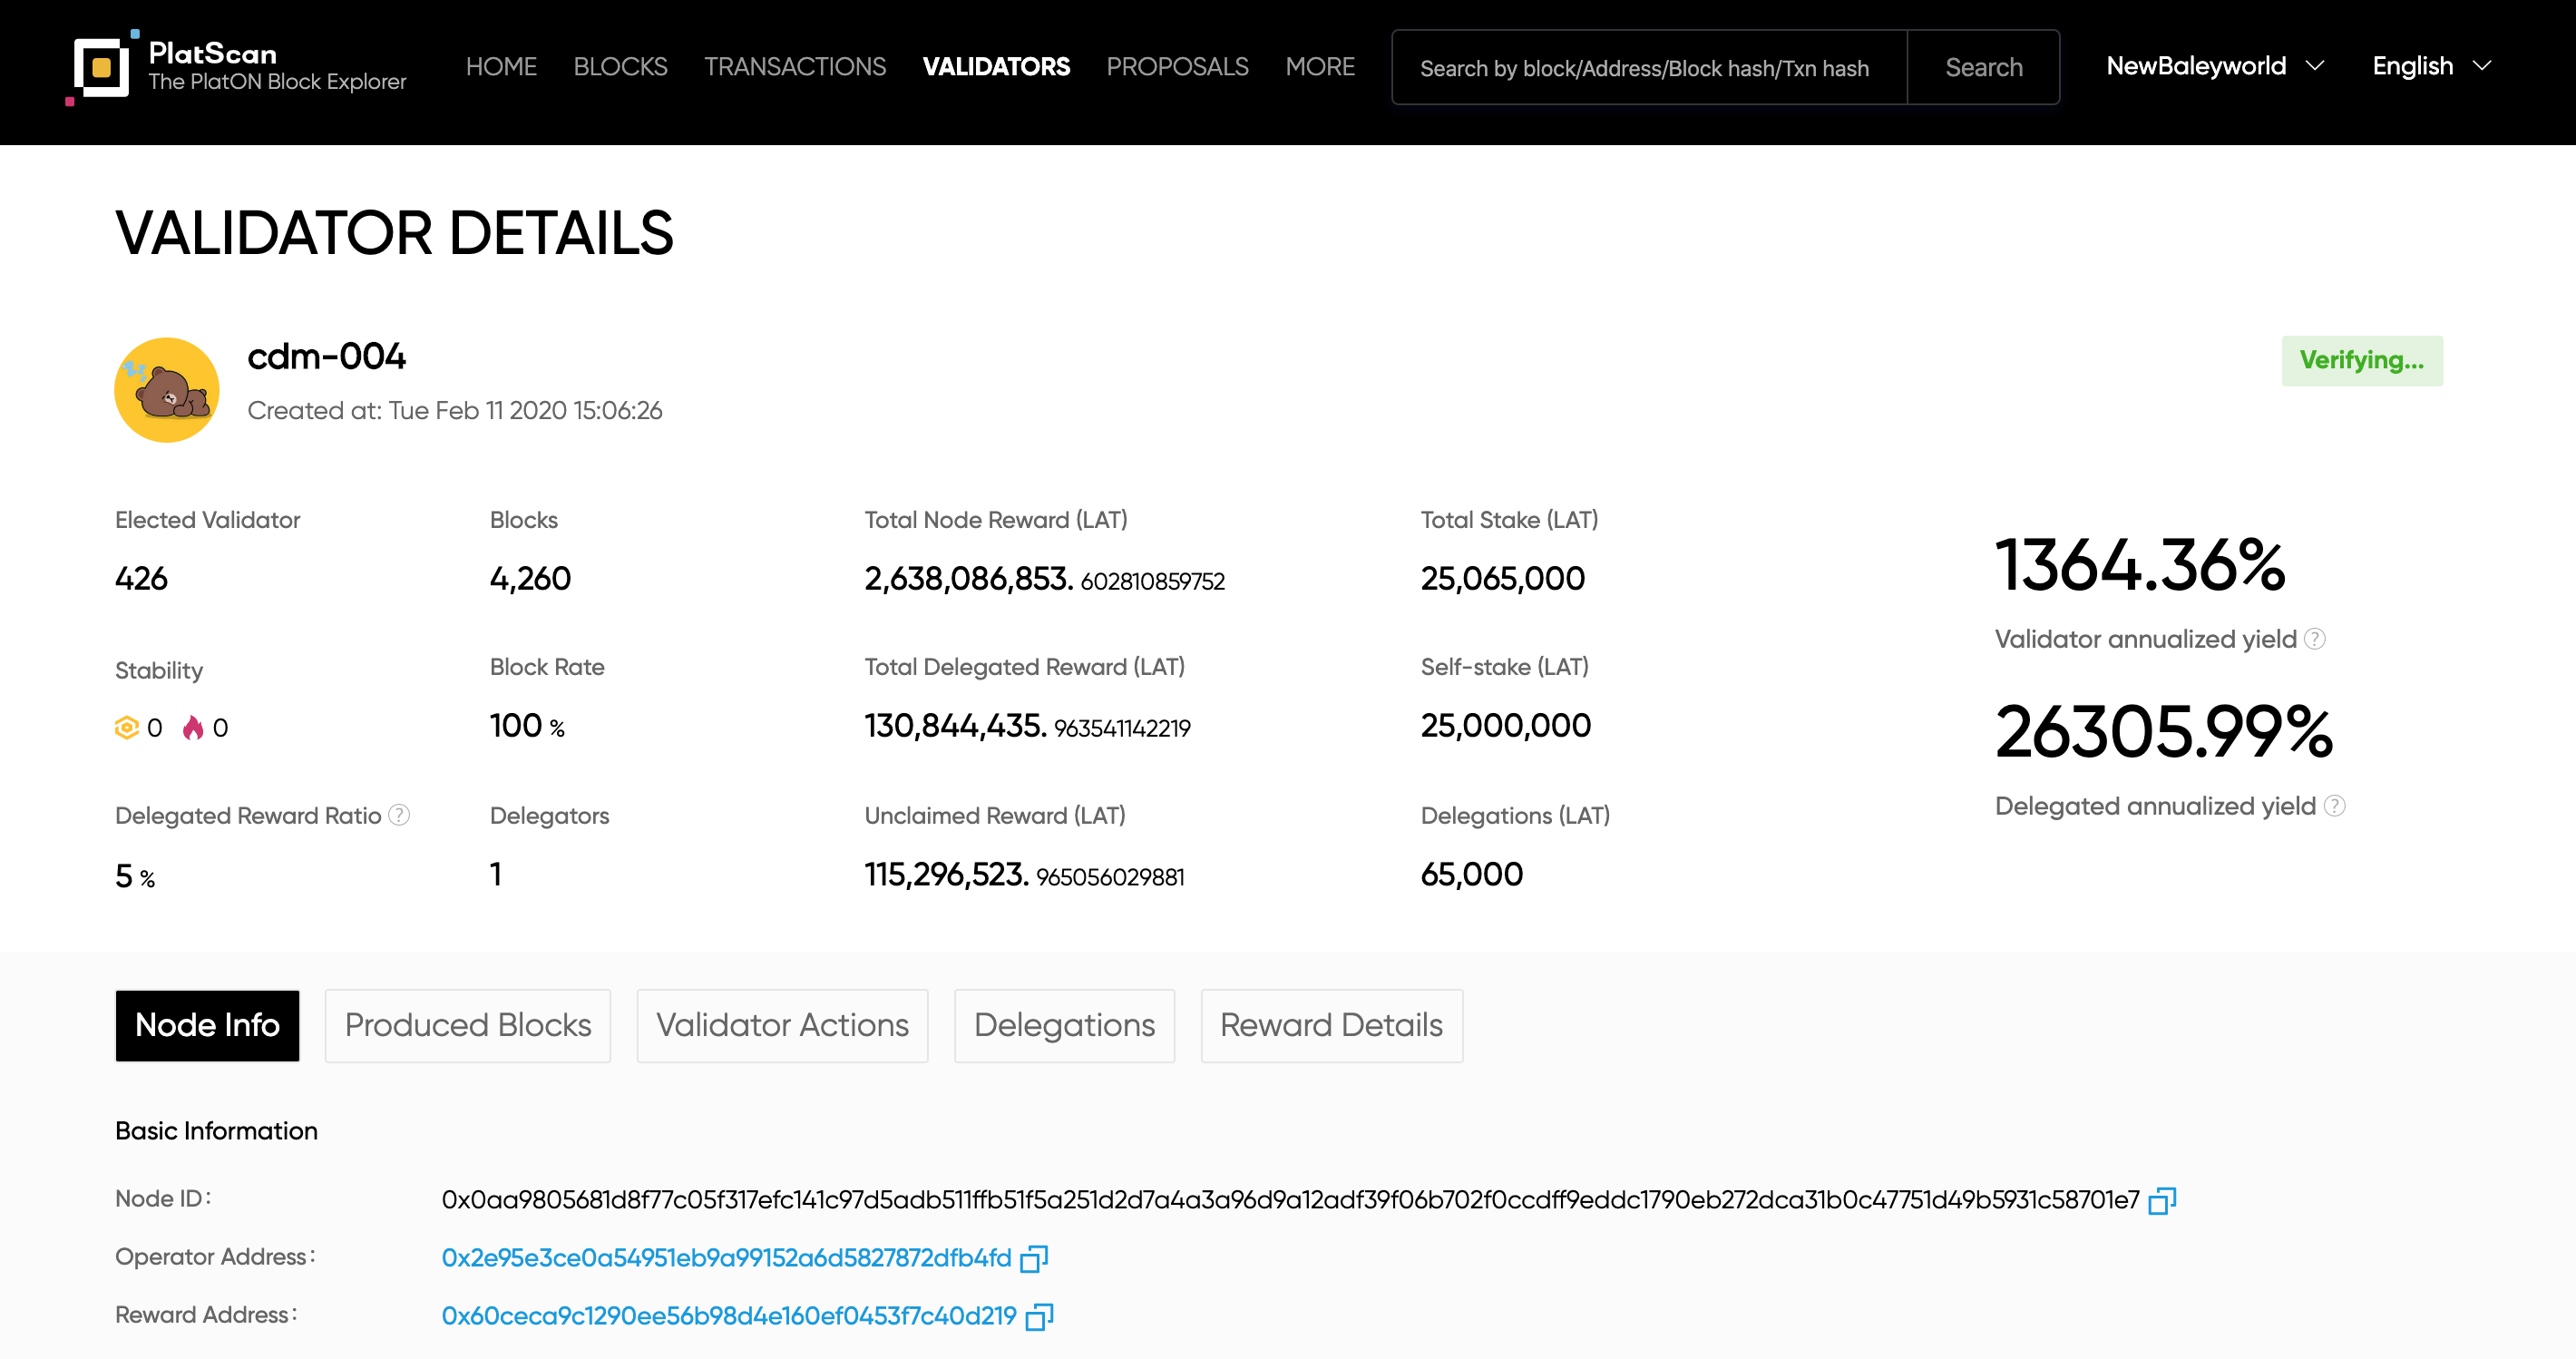 PlatScan
The PlatON Block Explorer
HOME BLOCKS TRANSACTIONS VALIDATORS PROPOSALS MORE
Search by block/Address/Block hash/Txn hash Search
NewBaleyworld English
VALIDATOR DETAILS
cdm-004
Verifying...
Created at: Tue Feb 11 2020 15:06:26
Elected Validator Blocks Total Node Reward (LAT) Total Stake (LAT)
426 4,260 2,638,086,853. 602810859752 25,065,000
1364.36%
Validator annualized yield ?
Stability Block Rate Total Delegated Reward (LAT) Self-stake (LAT)
0 0 100 % 130,844,435. 963541142219 25,000,000
26305.99%
Delegated annualized yield ?
Delegated Reward Ratio ? Delegators Unclaimed Reward (LAT) Delegations (LAT)
5 % 1 115,296,523. 965056029881 65,000
Node Info Produced Blocks Validator Actions Delegations Reward Details
Basic Information
Node ID: 0x0aa9805681d8f77c05f317efc141c97d5adb511ffb51f5a251d2d7a4a3a96d9a12adf39f06b702f0ccdff9eddc1790eb272dca31b0c47751d49b5931c58701e7
Operator Address: 0x2e95e3ce0a54951eb9a99152a6d5827872dfb4fd
Reward Address: 0x60ceca9c1290ee56b98d4e160ef0453f7c40d219